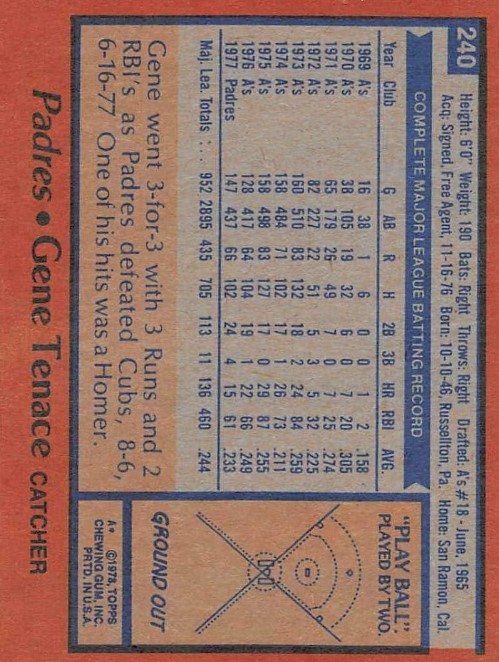 240
Height: 6'0" Weight: 190 Bats: Right Throws: Right Drafted: A's #18 - June, 1965
Acq: Signed, Free Agent, 11-16-76 Born: 10-10-46, Russellton, Pa. Home: San Ramon, Cal.
COMPLETE MAJOR LEAGUE BATTING RECORD
Year Club G AB R H 2B 3B HR RBI AVG.
1969 A's 16 38 1 6 0 0 1 2 .158
1970 A's 38 105 19 32 6 0 7 20 .305
1971 A's 65 179 26 49 7 0 7 25 .274
1972 A's 82 227 22 51 5 3 5 32 .225
1973 A's 160 510 83 132 18 2 24 84 .259
1974 A's 158 484 71 102 17 1 26 73 .211
1975 A's 158 498 83 127 17 0 29 87 .255
1976 A's 128 417 64 104 19 1 22 66 .249
1977 Padres 147 437 66 102 24 4 15 61 .233
Maj. Lea. Totals .... 952 2885 435 705 113 11 136 460 .244
Gene went 3-for-3 with 3 Runs and 2
RBI's as Padres defeated Cubs, 8-6,
6-16-77 One of his hits was a Homer.
"PLAY BALL"
PLAYED BY TWO.
GROUND OUT
A* ©1978, TOPPS
CHEWING GUM, INC.
PRTD. IN U.S.A.
Padres • Gene Tenace CATCHER